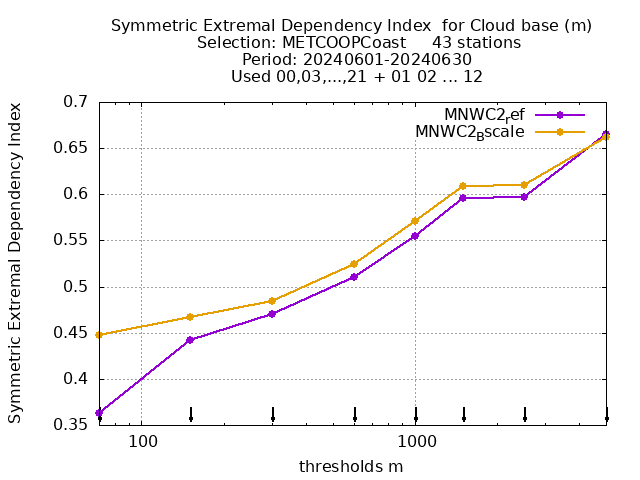 Symmetric Extremal Dependency Index  for Cloud base (m)
Selection: METCOOPCoast     43 stations
Period: 20240601-20240630
Used 00,03,...,21 + 01 02 ... 12
MNWC2ref
MNWC2Bscale
Symmetric Extremal Dependency Index
0.7
0.65
0.6
0.55
0.5
0.45
0.4
0.35
100
1000
thresholds m